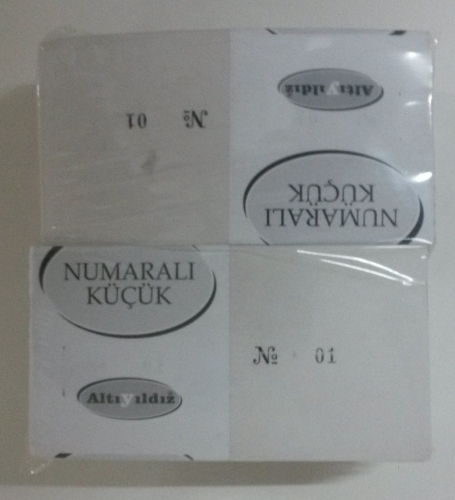 № 01
Altıyıldız
NUMARALI
KÜÇÜK
NUMARALI
KÜÇÜK
№ 01
Altıyıldız